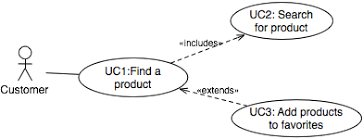 UC2: Search
for product
«includes»
UC1:Find a
product
Customer
«extends»
UC3: Add products
to favorites